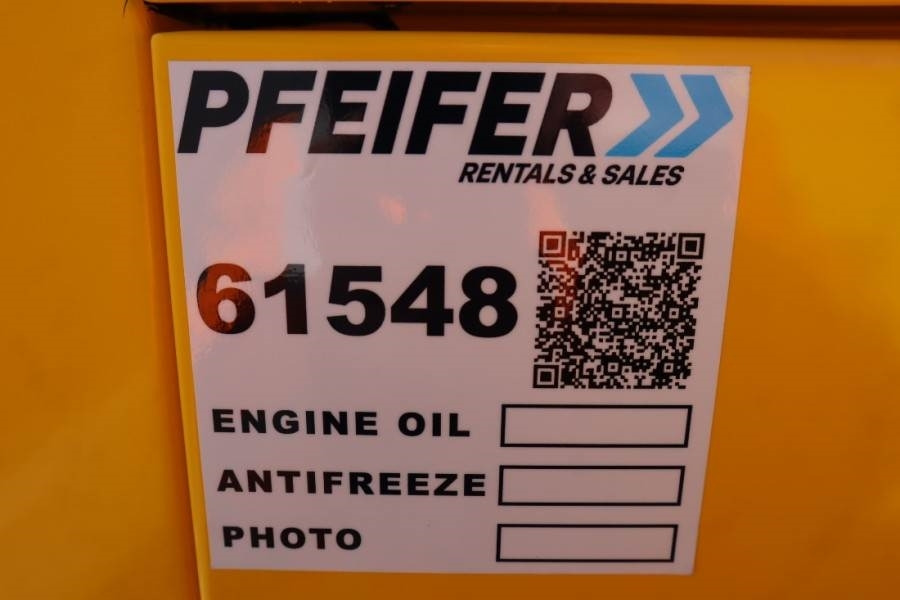 PFEIFER
RENTALS & SALES
61548
ENGINE OIL
ANTIFREEZE
PHOTO